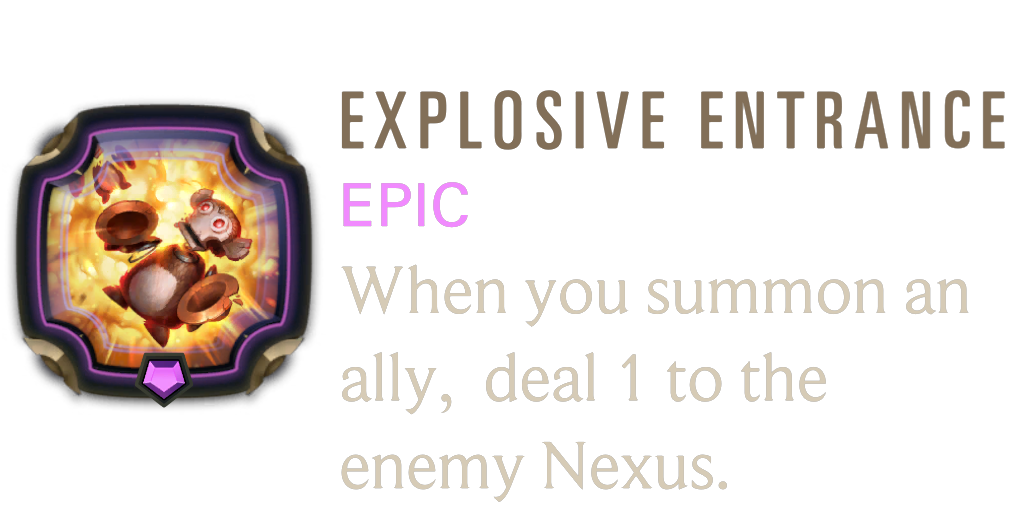 EXPLOSIVE ENTRANCE
EPIC
When you summon an
ally, deal 1 to the
enemy Nexus.